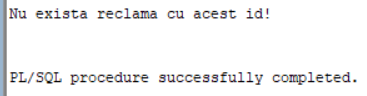 Nu exista reclama cu acest id!
PL/SQL procedure successfully completed.